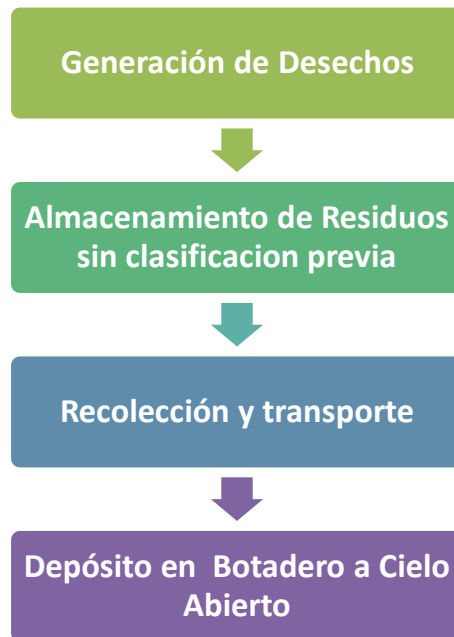 Generación de Desechos
Almacenamiento de Residuos
sin clasificacion previa
Recolección y transporte
Depósito en Botadero a Cielo
Abierto